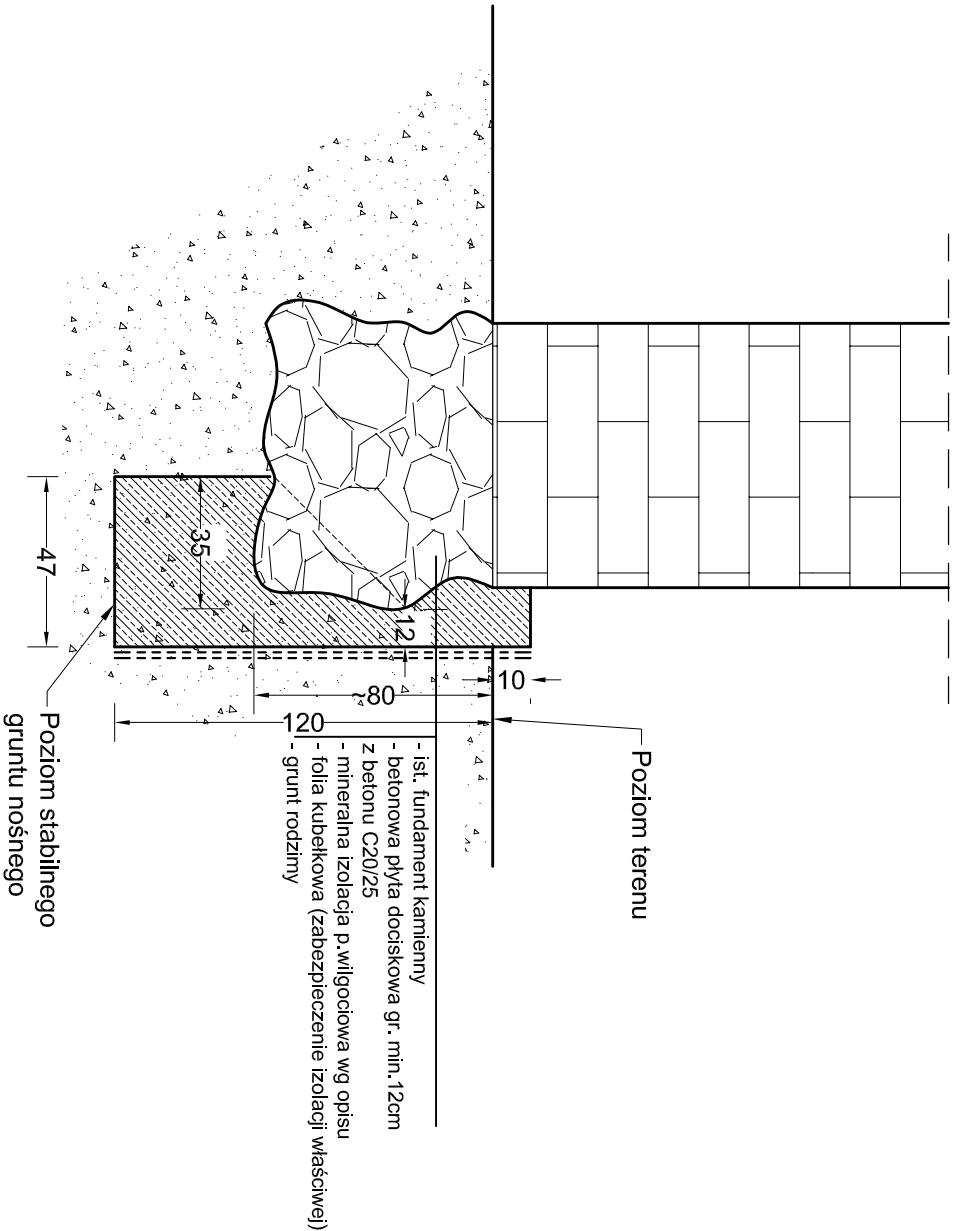 Poziom terenu
10
12
35
~80
120
47
- ist. fundament kamienny
- betonowa płyta dociskowa gr. min.12cm
z betonu C20/25
- mineralna izolacja p.wilgociowa wg opisu
- folia kubełkowa (zabezpieczenie izolacji właściwej)
- grunt rodzimy
Poziom stabilnego
gruntu nośnego